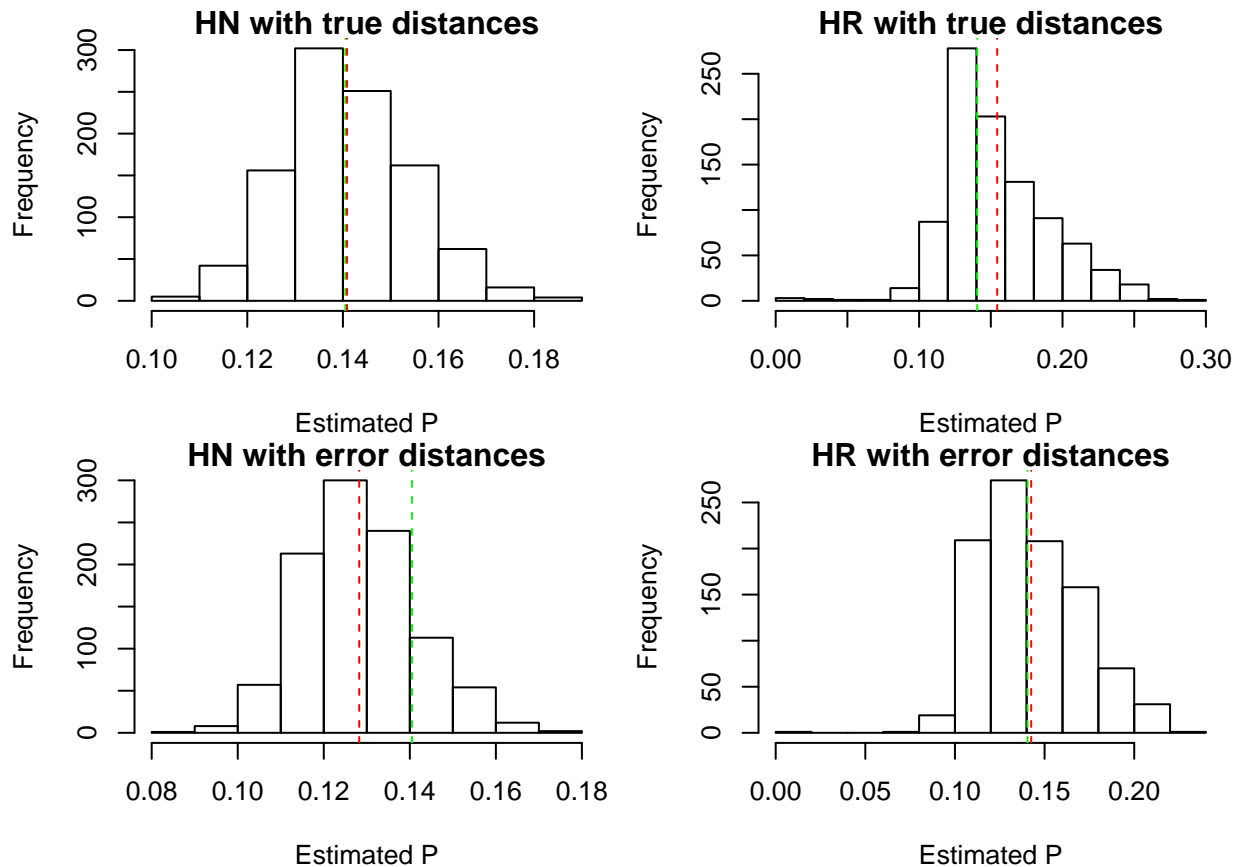 HN with true distances
Frequency
0 100 200 300
0.10 0.12 0.14 0.16 0.18
Estimated P
HR with true distances
Frequency
0 50 150 250
0.00 0.10 0.20 0.30
Estimated P
HN with error distances
Frequency
0 100 200 300
0.08 0.10 0.12 0.14 0.16 0.18
Estimated P
HR with error distances
Frequency
0 50 150 250
0.00 0.05 0.10 0.15 0.20
Estimated P